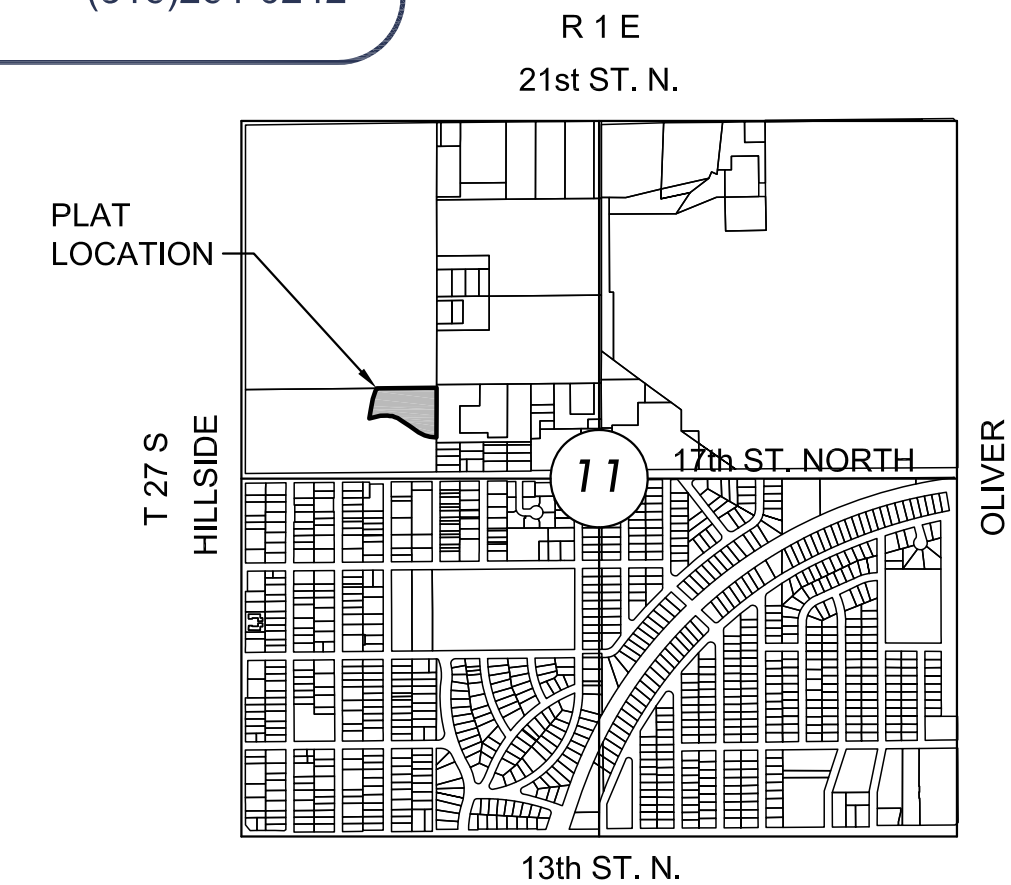 R 1 E
21st ST. N.
PLAT
LOCATION
T 27 S
HILLSIDE
11
17th ST. NORTH
OLIVER
13th ST. N.